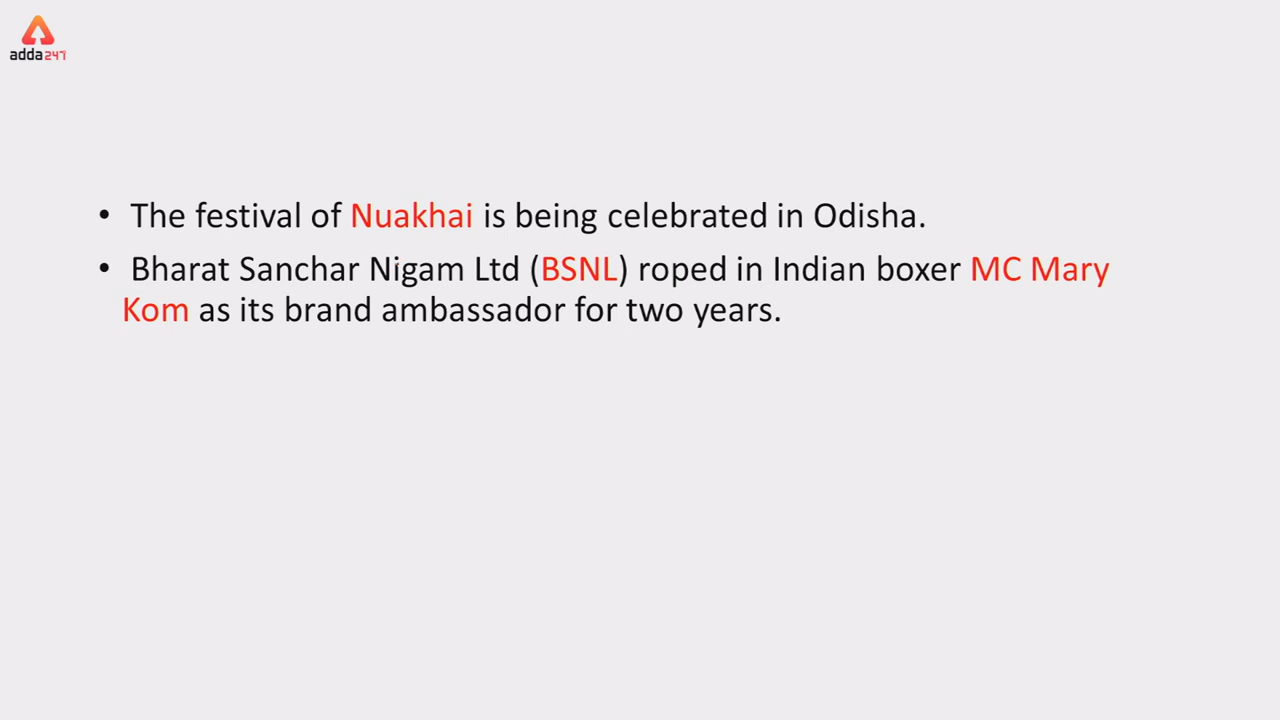 adda247
• The festival of Nuakhai is being celebrated in Odisha.
• Bharat Sanchar Nigam Ltd (BSNL) roped in Indian boxer MC Mary
Kom as its brand ambassador for two years.